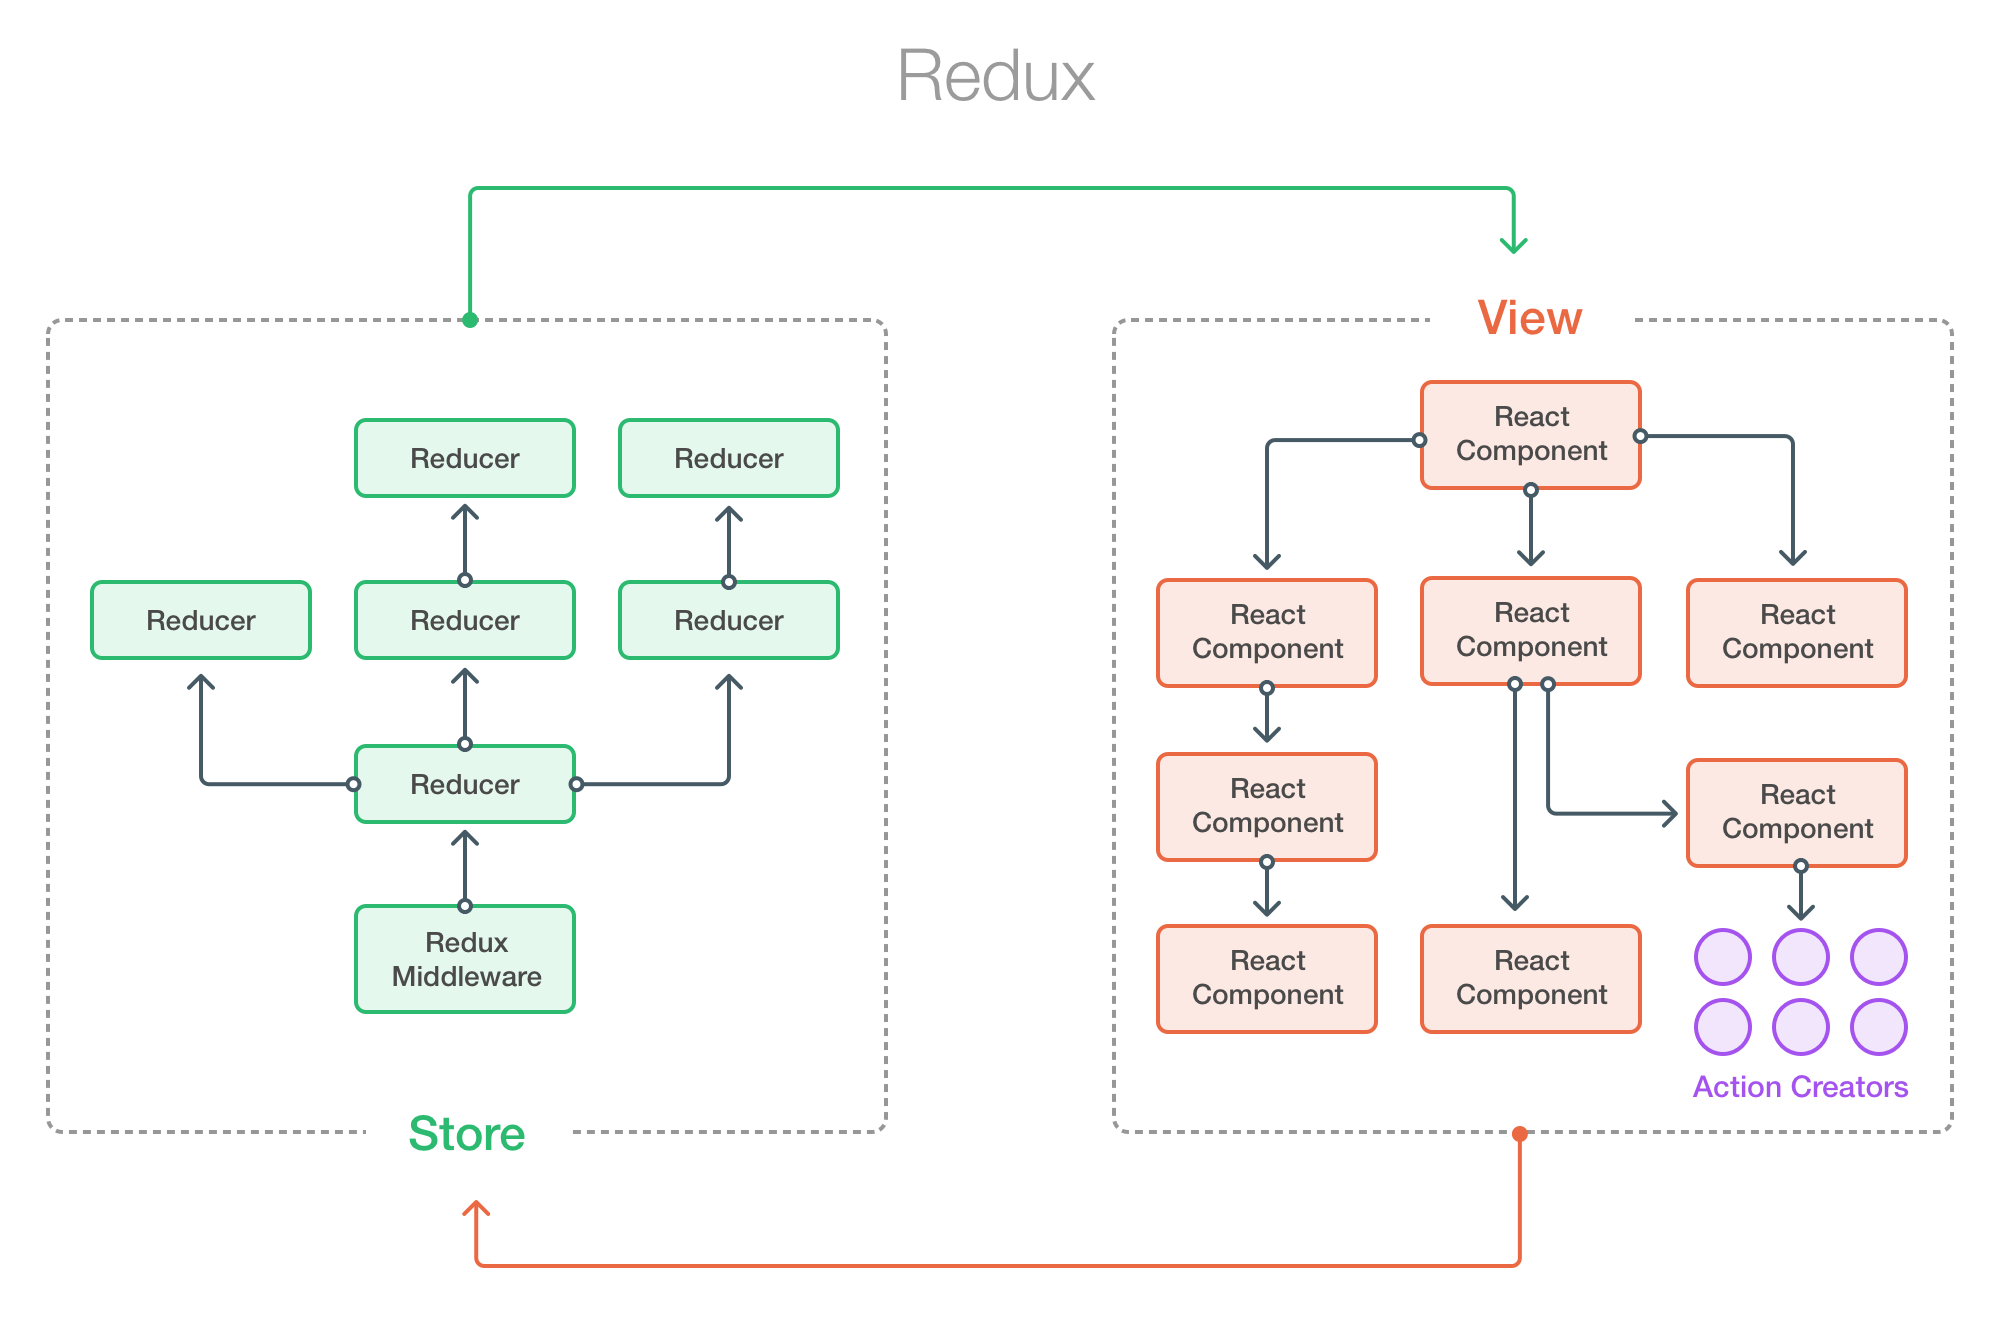 Redux
Reducer
Reducer
Reducer
Reducer
Reducer
Reducer
Redux
Middleware
Store
View
React
Component
React
Component
React
Component
React
Component
React
Component
React
Component
React
Component
React
Component
Action Creators